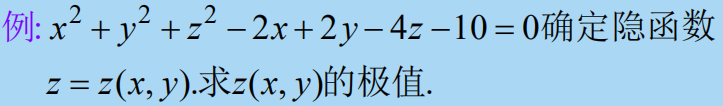 例: x² + y² + z² − 2x + 2y − 4z − 10 = 0确定隐函数
z = z(x, y).求z(x, y)的极值.